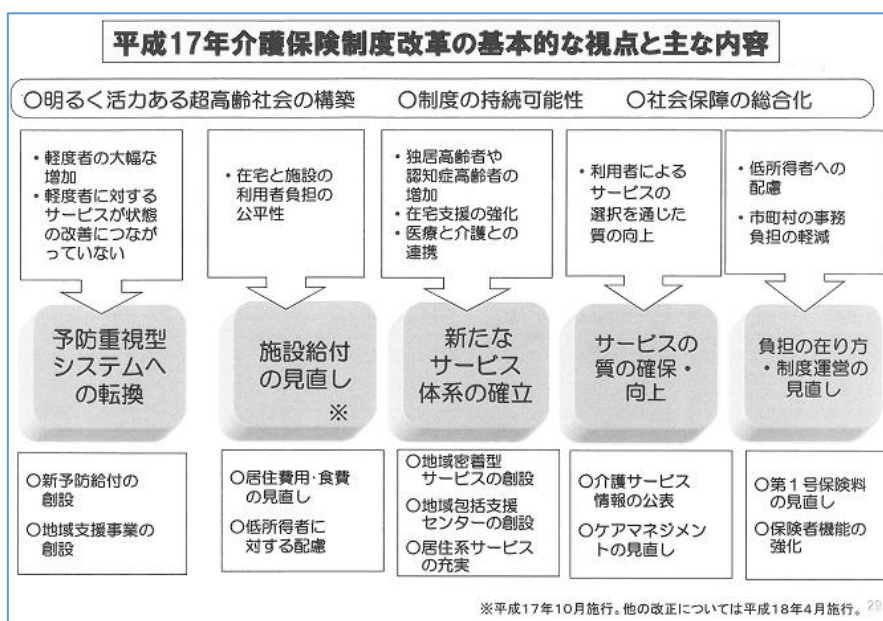 平成17年介護保険制度改革の基本的な視点と主な内容
○明るく活力ある超高齢社会の構築 ○制度の持続可能性 ○社会保障の総合化
・軽度者の大幅な
増加
・軽度者に対する
サービスが状態
の改善につなが
っていない
・在宅と施設の
利用者負担の
公平性
・独居高齢者や
認知症高齢者の
増加
・在宅支援の強化
・医療と介護との
連携
・利用者による
サービスの
選択を通じた
質の向上
・低所得者への
配慮
・市町村の事務
負担の軽減
予防重視型
システムへ
の転換
施設給付
の見直し
※
新たな
サービス
体系の確立
サービスの
質の確保・
向上
負担の在り方
・制度運営の
見直し
○新予防給付の
創設
○地域支援事業の
創設
○居住費用・食費
の見直し
○低所得者に
対する配慮
○地域密着型
サービスの創設
○地域包括支援
センターの創設
○居住系サービス
の充実
○介護サービス
情報の公表
○ケアマネジメン
トの見直し
○第1号保険料
の見直し
○保険者機能の
強化
※平成17年10月施行。他の改正については平成18年4月施行。 29